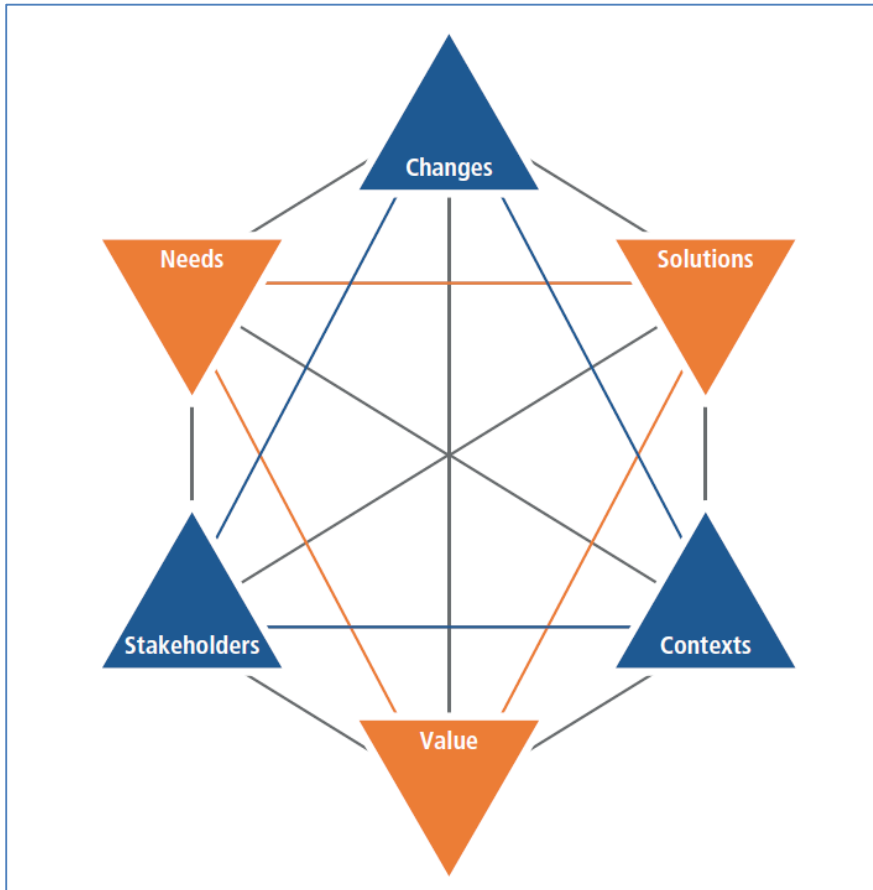 Changes
Needs
Solutions
Stakeholders
Contexts
Value